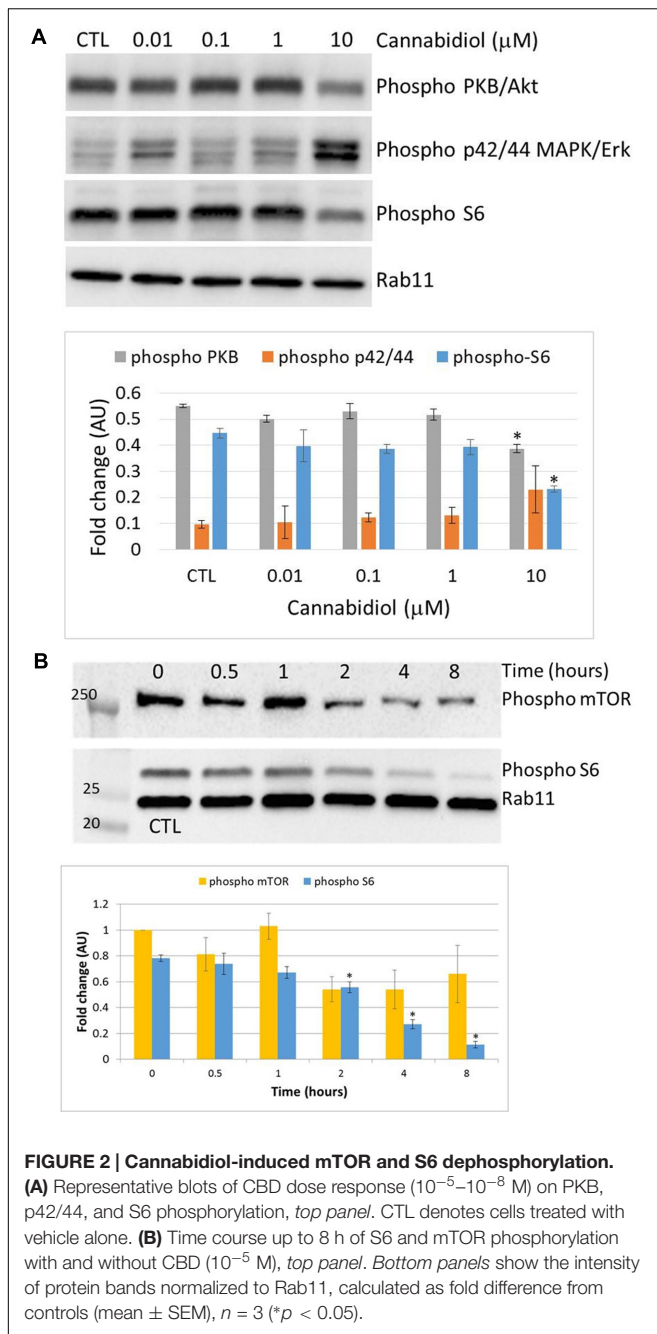 A
CTL 0.01 0.1 1 10 Cannabidiol (µM)
Phospho PKB/Akt
Phospho p42/44 MAPK/Erk
Phospho S6
Rab11
phospho PKB phospho p42/44 phospho-S6
0.6
0.5
0.4
0.3
0.2
0.1
0
Fold change (AU)
* *
CTL 0.01 0.1 1 10
Cannabidiol (µM)
B
0 0.5 1 2 4 8 Time (hours)
250
Phospho mTOR
Phospho S6
25
Rab11
20
CTL
phospho mTOR phospho S6
1.2
1
0.8
0.6
0.4
0.2
0
Fold change (AU)
* * *
0 0.5 1 2 4 8
Time (hours)
FIGURE 2 | Cannabidiol-induced mTOR and S6 dephosphorylation.
(A) Representative blots of CBD dose response (10⁻⁵–10⁻⁸ M) on PKB,
p42/44, and S6 phosphorylation, top panel. CTL denotes cells treated with
vehicle alone. (B) Time course up to 8 h of S6 and mTOR phosphorylation
with and without CBD (10⁻⁵ M), top panel. Bottom panels show the intensity
of protein bands normalized to Rab11, calculated as fold difference from
controls (mean ± SEM), n = 3 (*p < 0.05).